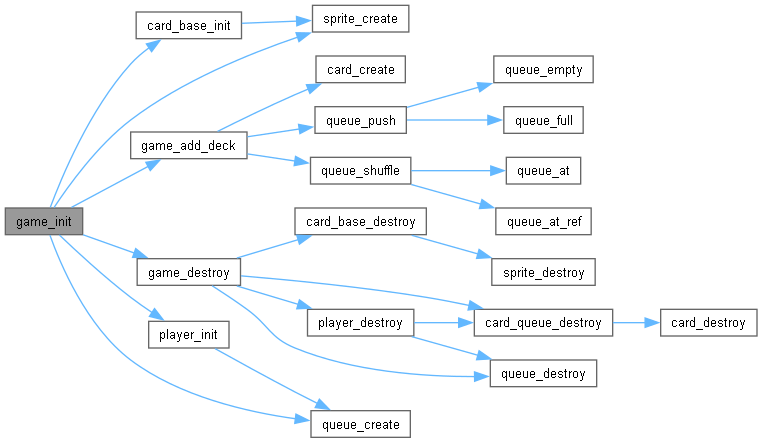 card_base_init
sprite_create
card_create
queue_empty
queue_push
queue_full
game_add_deck
queue_shuffle
queue_at
game_init
queue_at_ref
card_base_destroy
game_destroy
sprite_destroy
player_init
player_destroy
card_queue_destroy
card_destroy
queue_destroy
queue_create